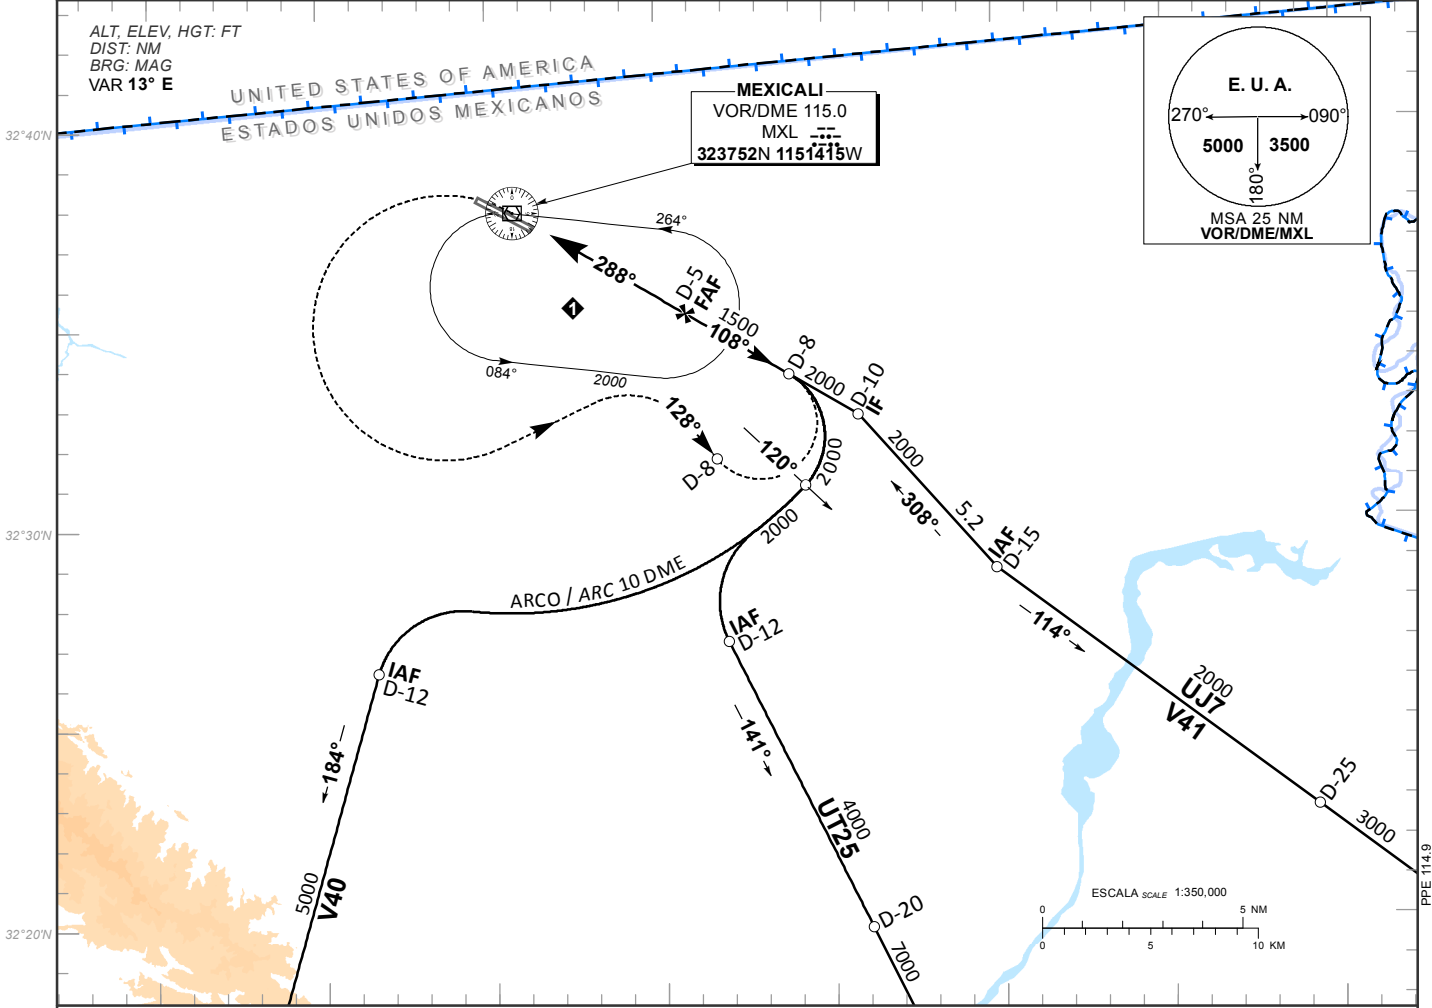 ALT, ELEV, HGT: FT
DIST: NM
BRG: MAG
VAR 13° E
UNITED STATES OF AMERICA
ESTADOS UNIDOS MEXICANOS
MEXICALI
VOR/DME 115.0
MXL
323752N 1151415W
E. U. A.
270°
090°
5000
3500
180°
MSA 25 NM
VOR/DME/MXL
32°40'N
264°
288°
D-5
FAF
1
1500
108°
D-8
2000
D-10
IF
084°
2000
128°
D-8
120°
2000
2000
5.2
308°
IAF
D-15
32°30'N
2000
ARCO / ARC 10 DME
IAF
D-12
114°
IAF
D-12
2000
UJ7
V41
184°
141°
D-25
3000
4000
UT25
5000
V40
PPE 114.9
ESCALA SCALE 1:350,000
0 5 NM
0 5 10 KM
D-20
7000
32°20'N